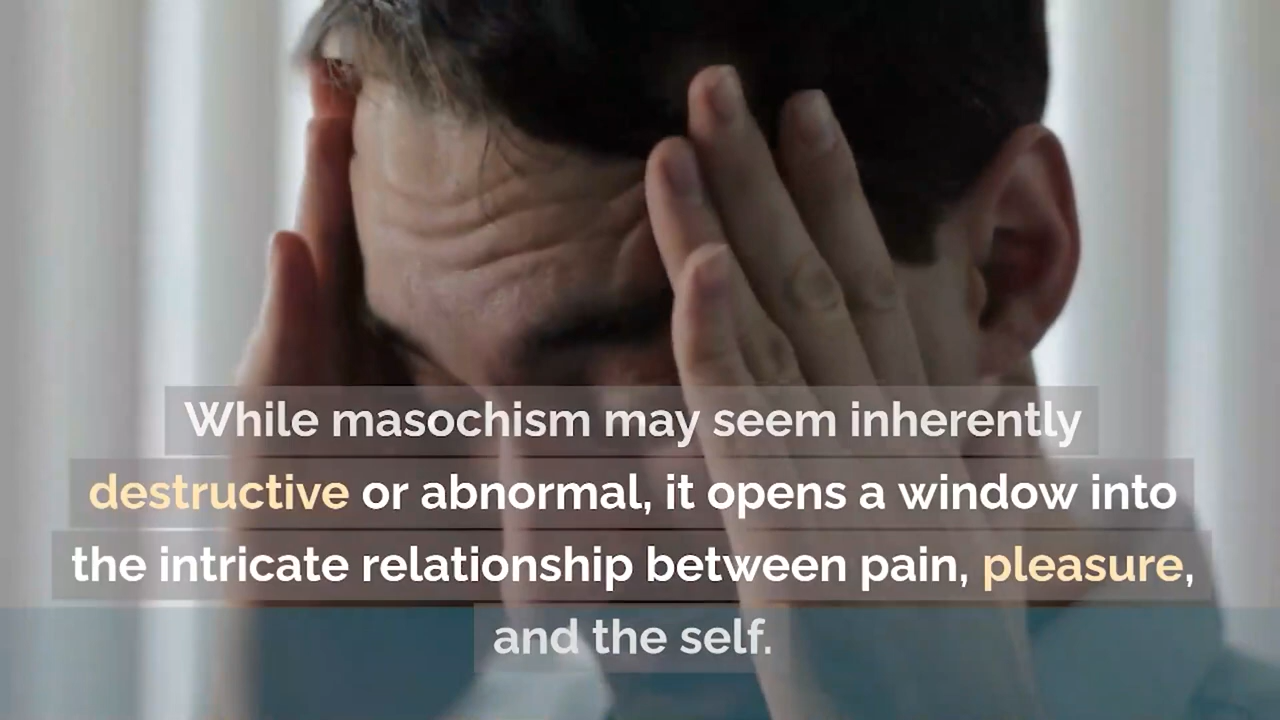 While masochism may seem inherently
destructive or abnormal, it opens a window into
the intricate relationship between pain, pleasure,
and the self.